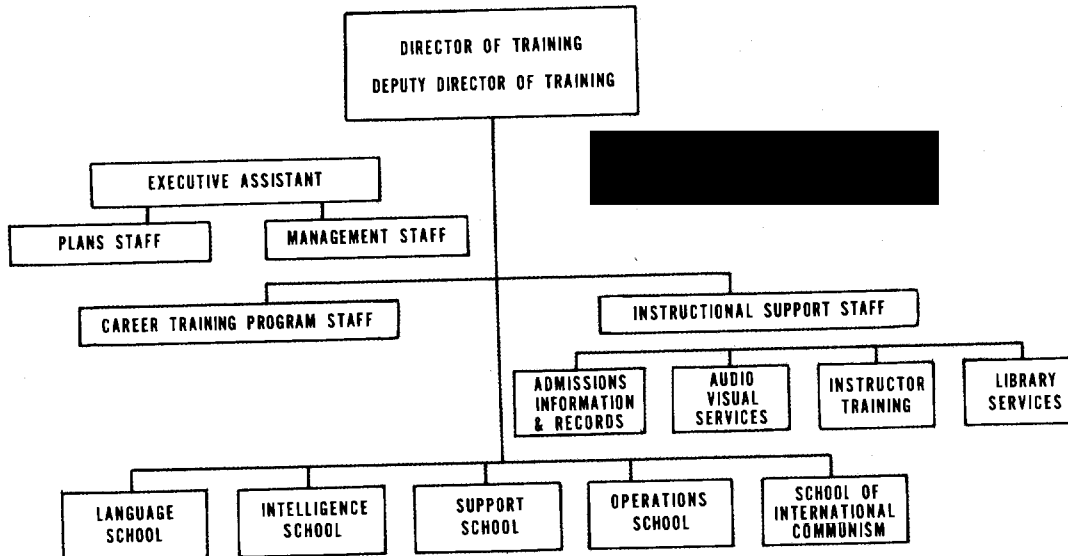 DIRECTOR OF TRAINING
DEPUTY DIRECTOR OF TRAINING
EXECUTIVE ASSISTANT
PLANS STAFF
MANAGEMENT STAFF
CAREER TRAINING PROGRAM STAFF
INSTRUCTIONAL SUPPORT STAFF
ADMISSIONS
INFORMATION
& RECORDS
AUDIO
VISUAL
SERVICES
INSTRUCTOR
TRAINING
LIBRARY
SERVICES
LANGUAGE
SCHOOL
INTELLIGENCE
SCHOOL
SUPPORT
SCHOOL
OPERATIONS
SCHOOL
SCHOOL OF
INTERNATIONAL
COMMUNISM